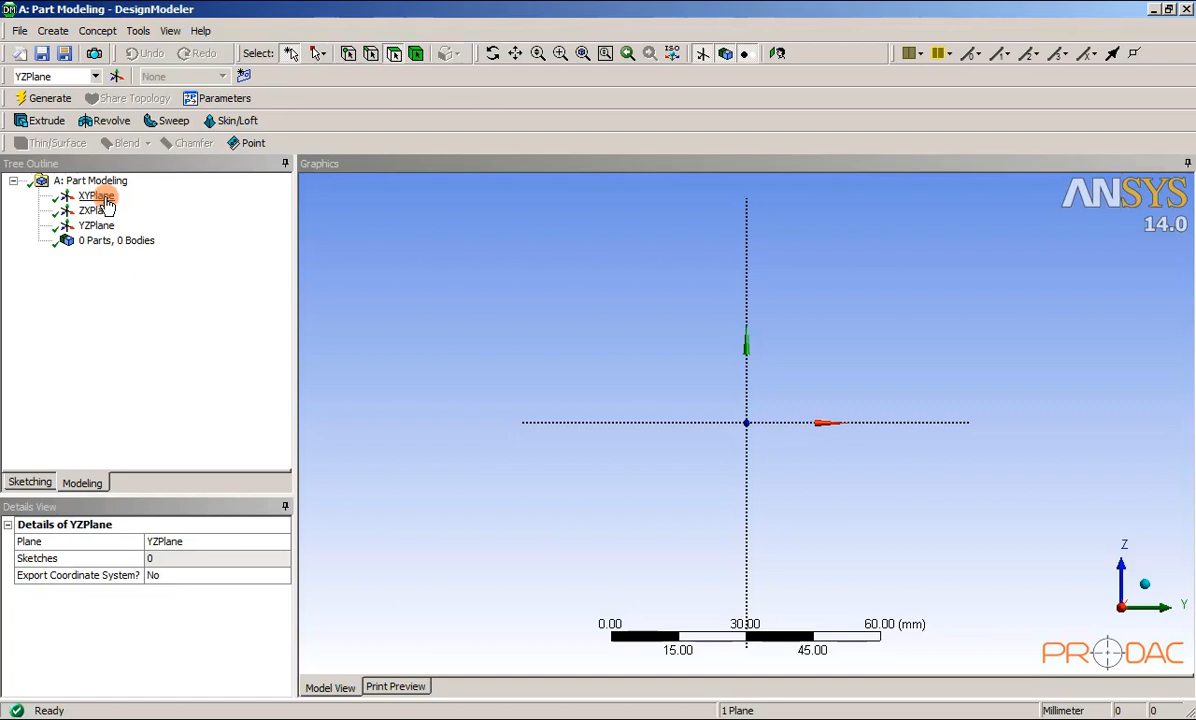 A: Part Modeling - DesignModeler
File Create Concept Tools View Help
Undo Redo Select:
ISO
YZPlane None
Generate Share Topology Parameters
Extrude Revolve Sweep Skin/Loft
Thin/Surface Blend Chamfer Point
Tree Outline
Graphics
A: Part Modeling
XYPlane
ZXPla
YZPlane
0 Parts, 0 Bodies
ANSYS
14.0
Sketching Modeling
Details View
Details of YZPlane
Plane YZPlane
Sketches 0
Export Coordinate System? No
Z
Y
0.00 30.00 60.00 (mm)
15.00 45.00
PRODAC
Model View Print Preview
Ready 1 Plane Millimeter 0 0